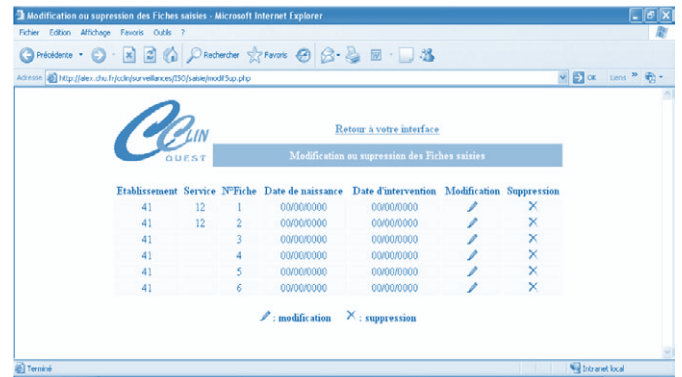 Modification ou supression des Fiches saisies - Microsoft Internet Explorer
Fichier Edition Affichage Favoris Outils ?
Précédente Rechercher Favoris
Adresse http://alex.chu.fr/cclin/surveillances/ISO/saisie/modifSup.php OK Liens »
CCLIN
OUEST
Retour à votre interface
Modification ou supression des Fiches saisies
Etablissement Service N°Fiche Date de naissance Date d'intervention Modification Suppression
41 12 1 00/00/0000 00/00/0000
41 12 2 00/00/0000 00/00/0000
41 3 00/00/0000 00/00/0000
41 4 00/00/0000 00/00/0000
41 5 00/00/0000 00/00/0000
41 6 00/00/0000 00/00/0000
: modification : suppression
Terminé Intranet local